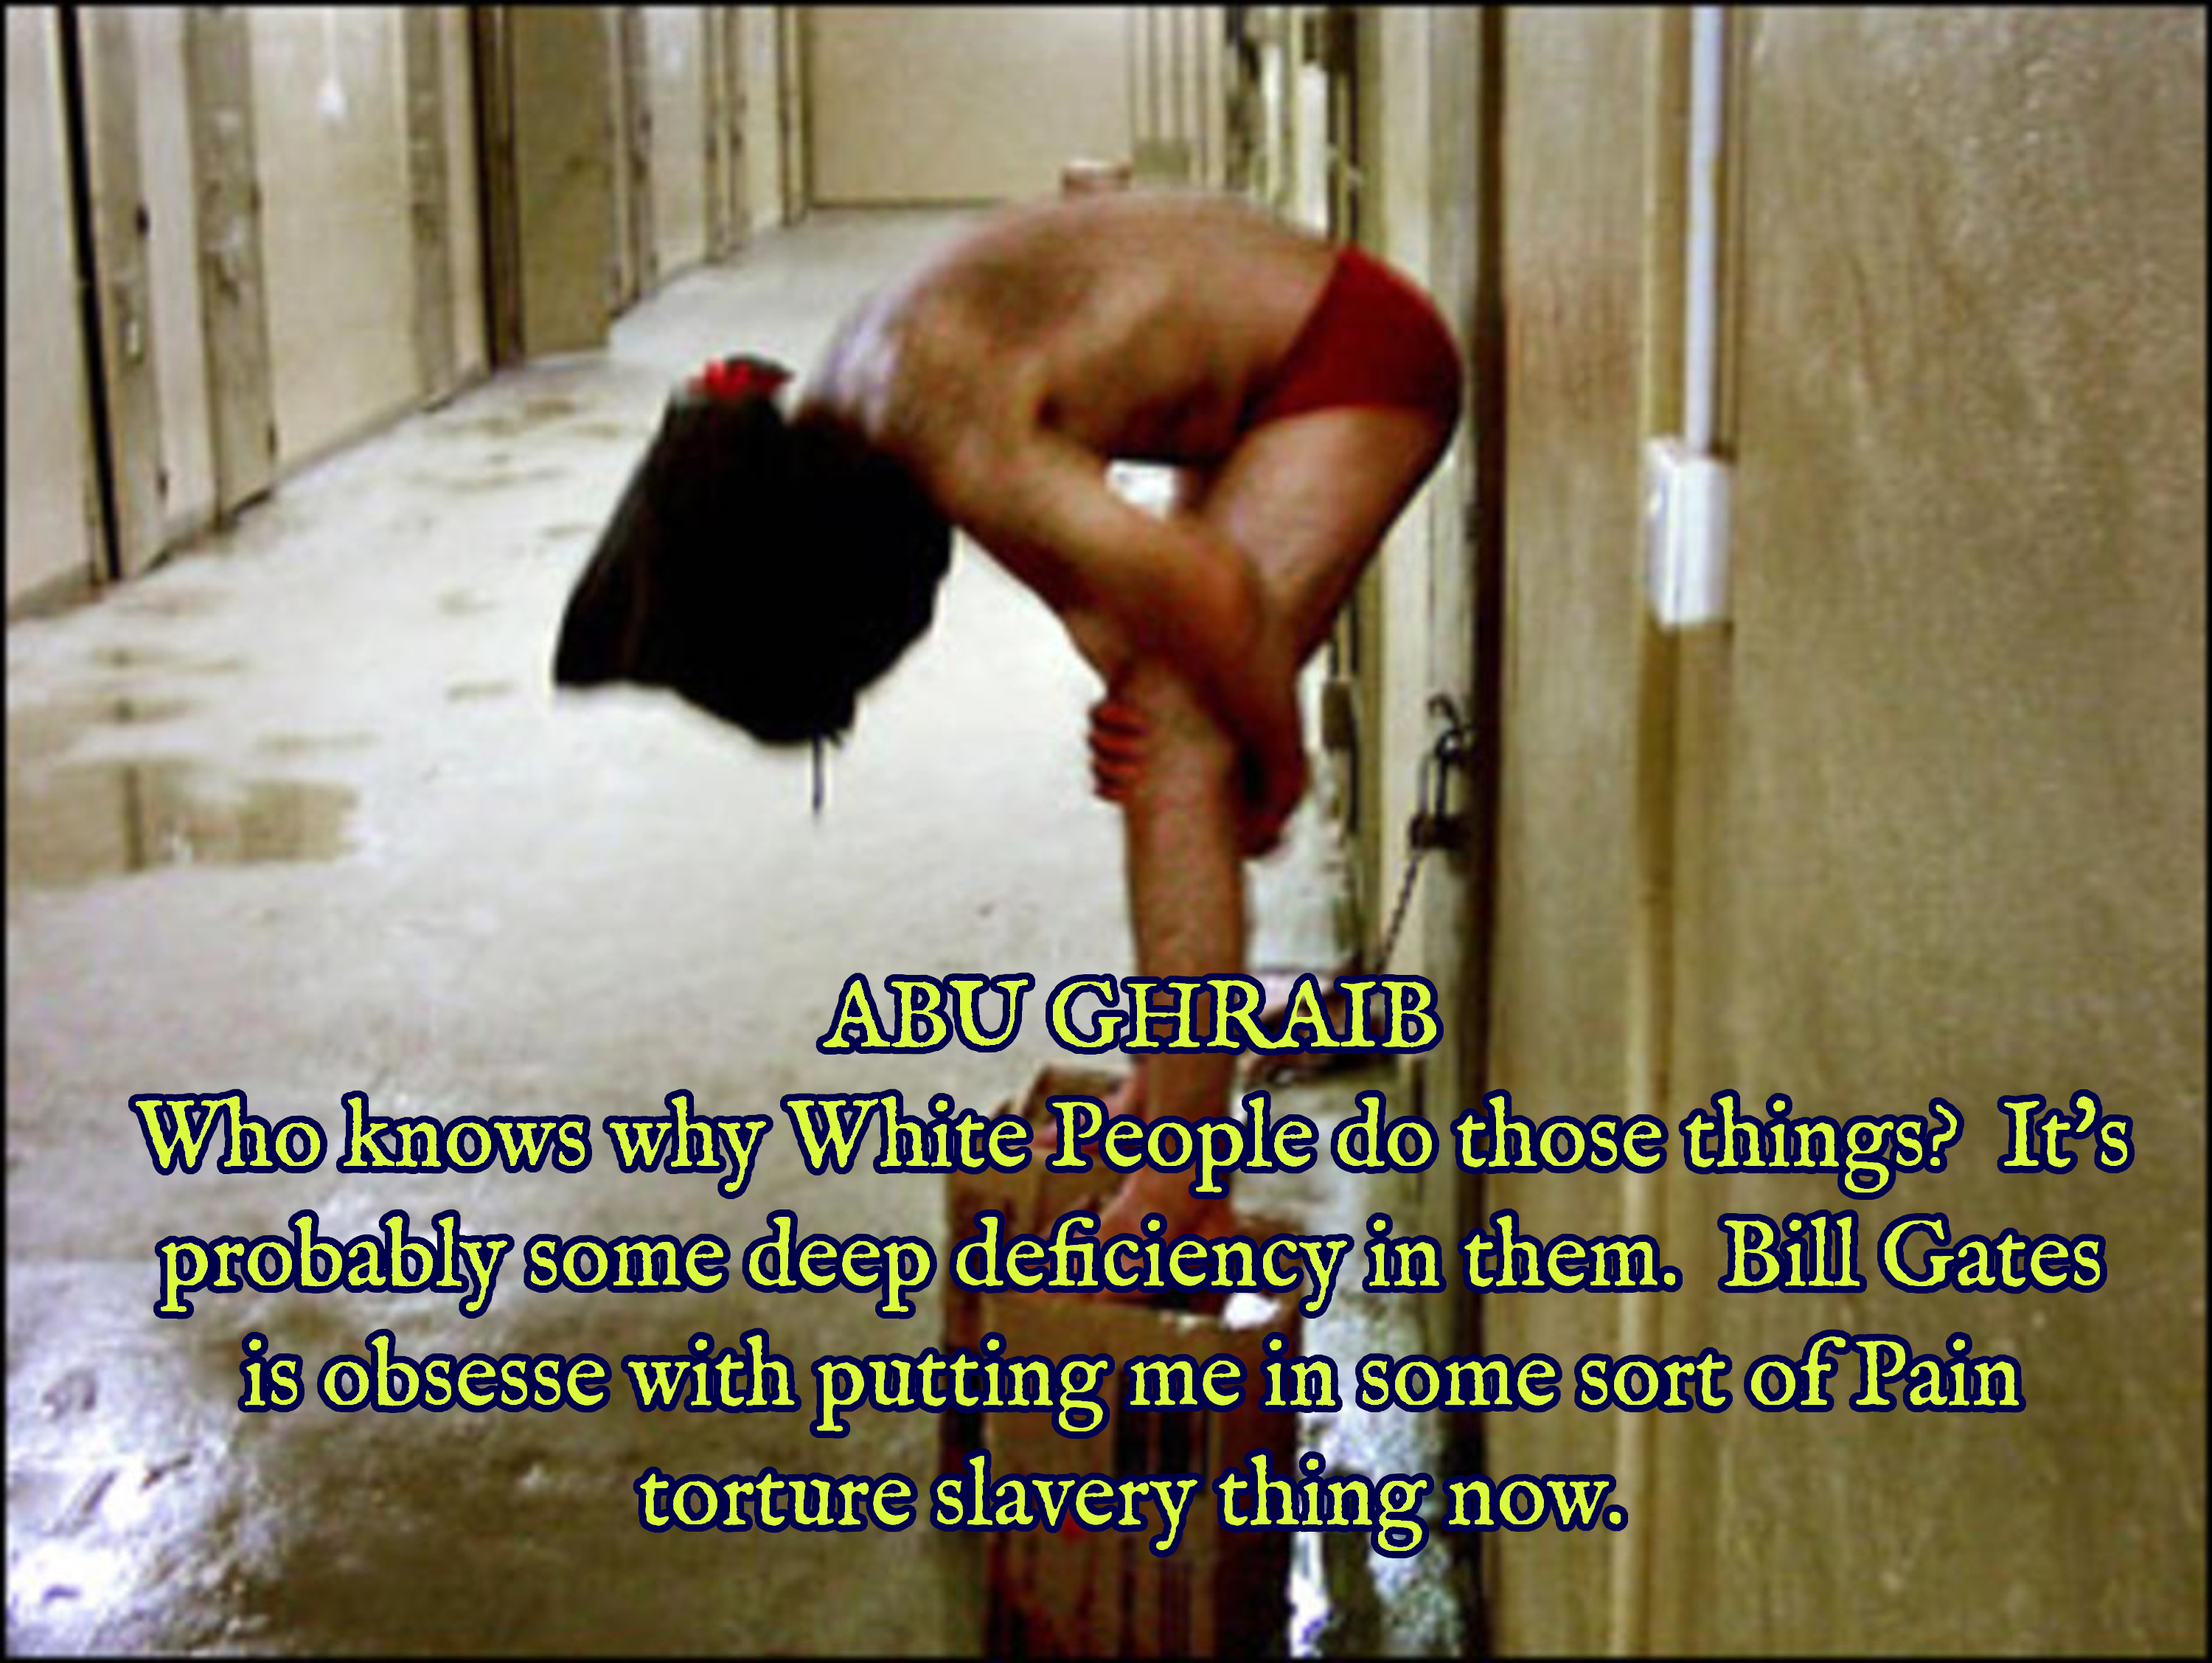 ABU GHRAIB
Who knows why White People do those things?  It's
probably some deep deficiency in them.  Bill Gates
is obsesse with putting me in some sort of Pain
torture slavery thing now.